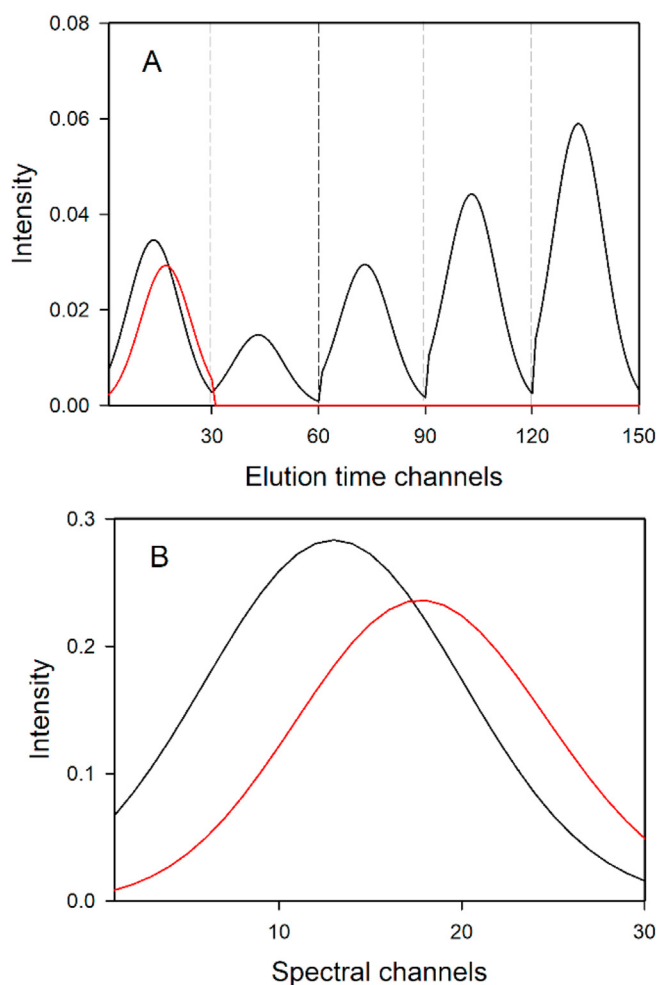 0.08
A
0.06
Intensity
0.04
0.02
0.00
30 60 90 120 150
Elution time channels
0.3
B
0.2
Intensity
0.1
0.0
10 20 30
Spectral channels